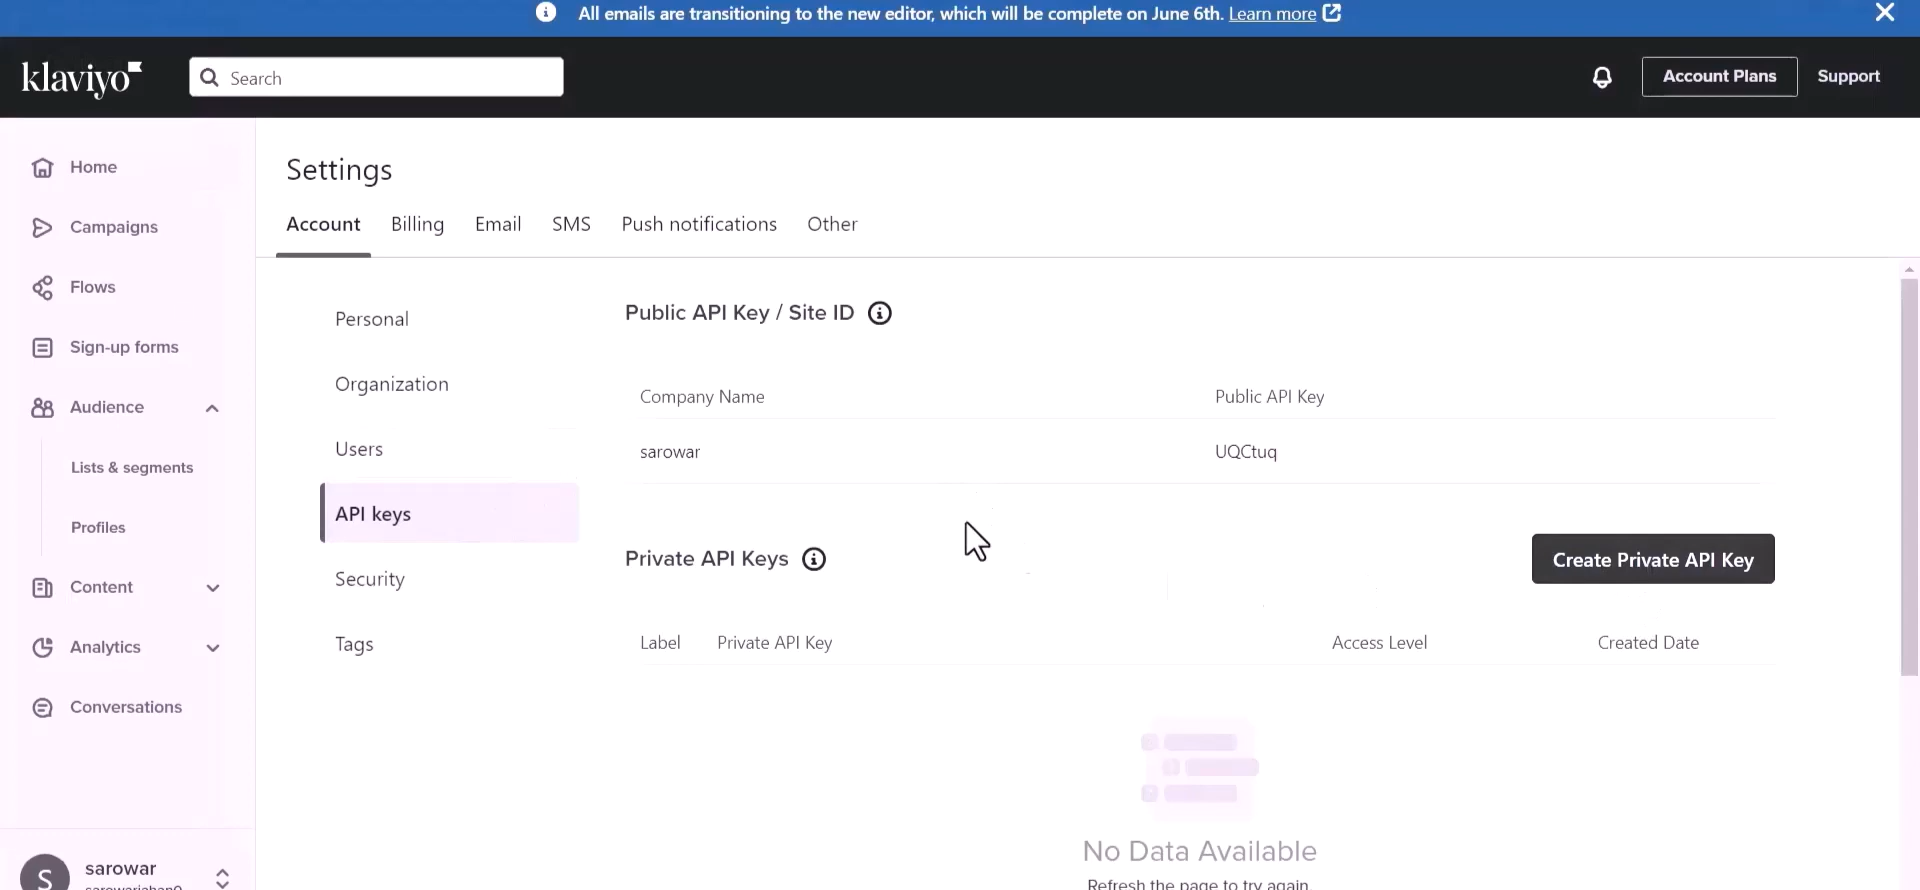 All emails are transitioning to the new editor, which will be complete on June 6th. Learn more
klaviyo
Search
Account Plans
Support
Home
Campaigns
Flows
Sign-up forms
Audience
Lists & segments
Profiles
Content
Analytics
Conversations
sarowar
Settings
Account Billing Email SMS Push notifications Other
Personal
Organization
Users
API keys
Security
Tags
Public API Key / Site ID
Company Name Public API Key
sarowar UQCtuq
Private API Keys
Create Private API Key
Label Private API Key Access Level Created Date
No Data Available
Refresh the page to try again.
S